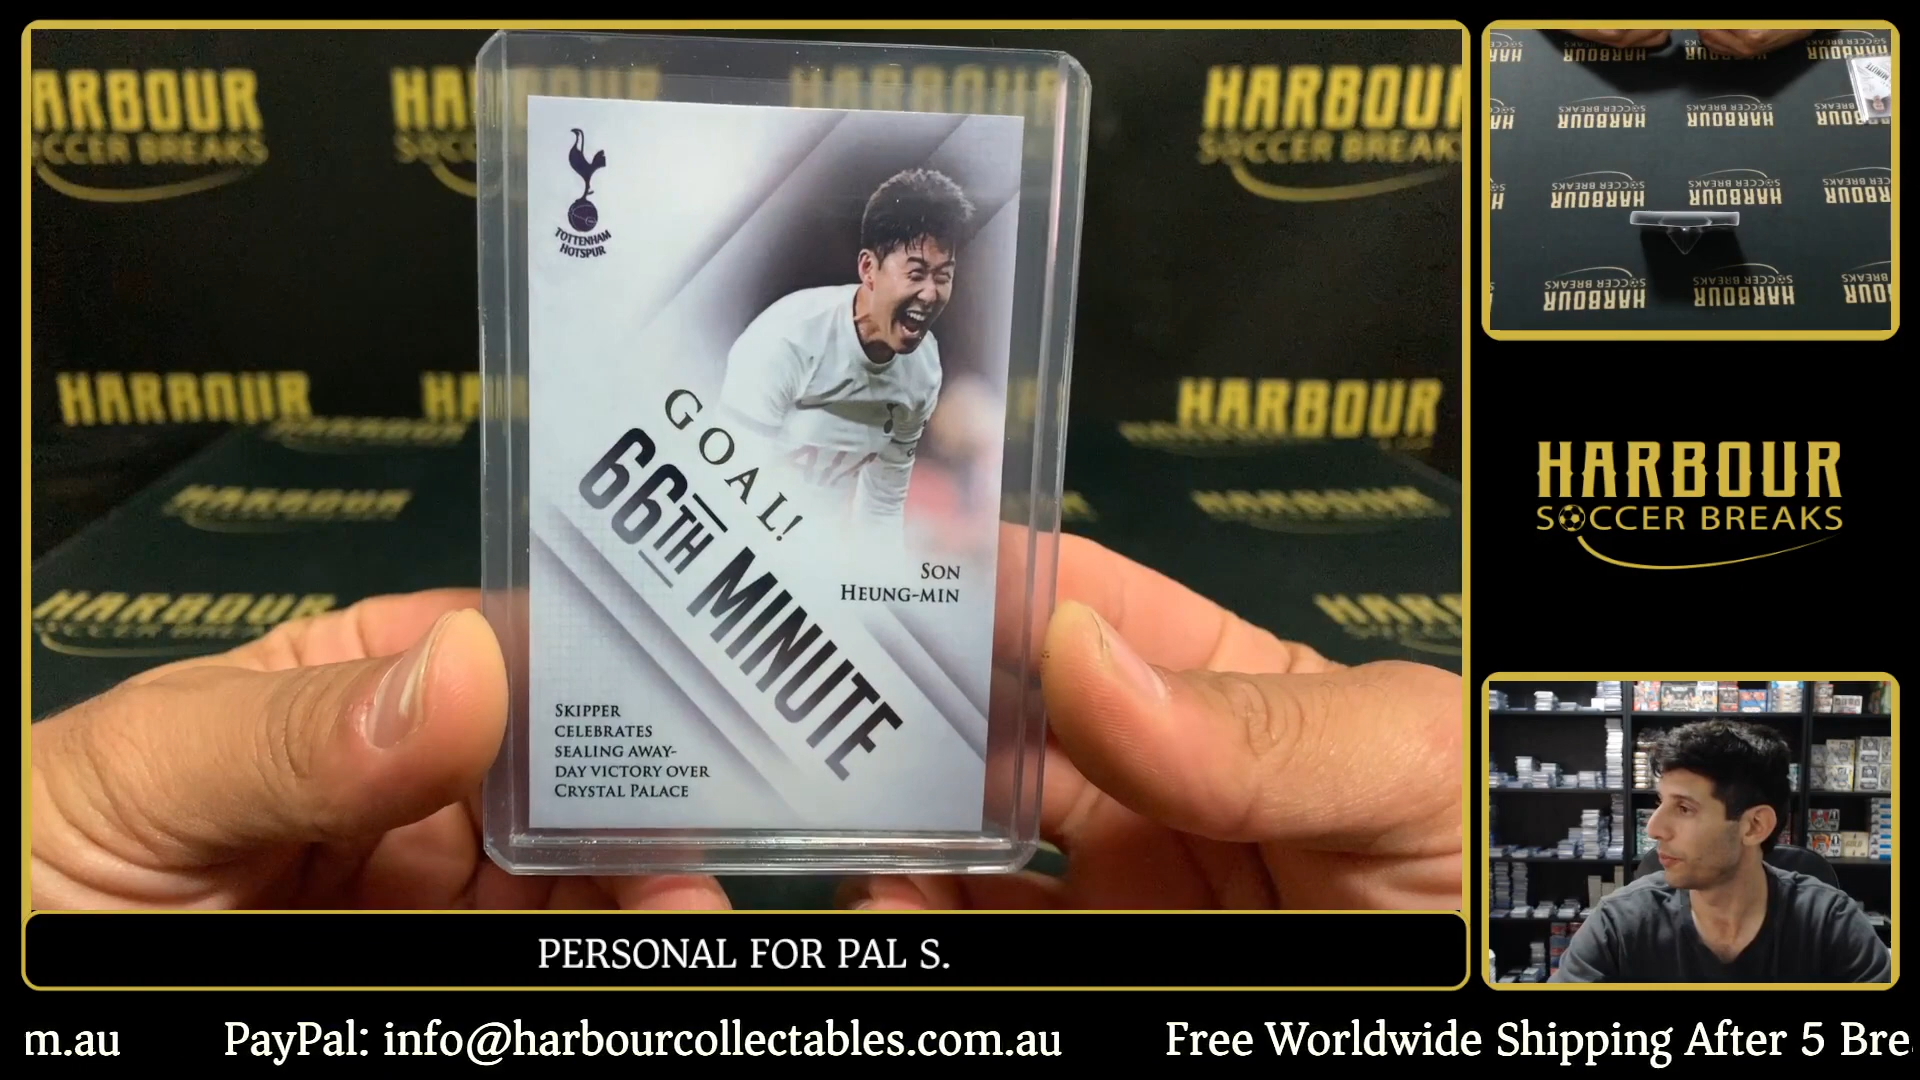 HARBOUR
SOCCER BREAKS
TOTTENHAM
HOTSPUR
GOAL!
66TH MINUTE
SON
HEUNG-MIN
SKIPPER
CELEBRATES
SEALING AWAY-
DAY VICTORY OVER
CRYSTAL PALACE
HARBOUR
SOCCER BREAKS
PERSONAL FOR PAL S.
m.au PayPal: info@harbourcollectables.com.au Free Worldwide Shipping After 5 Bre